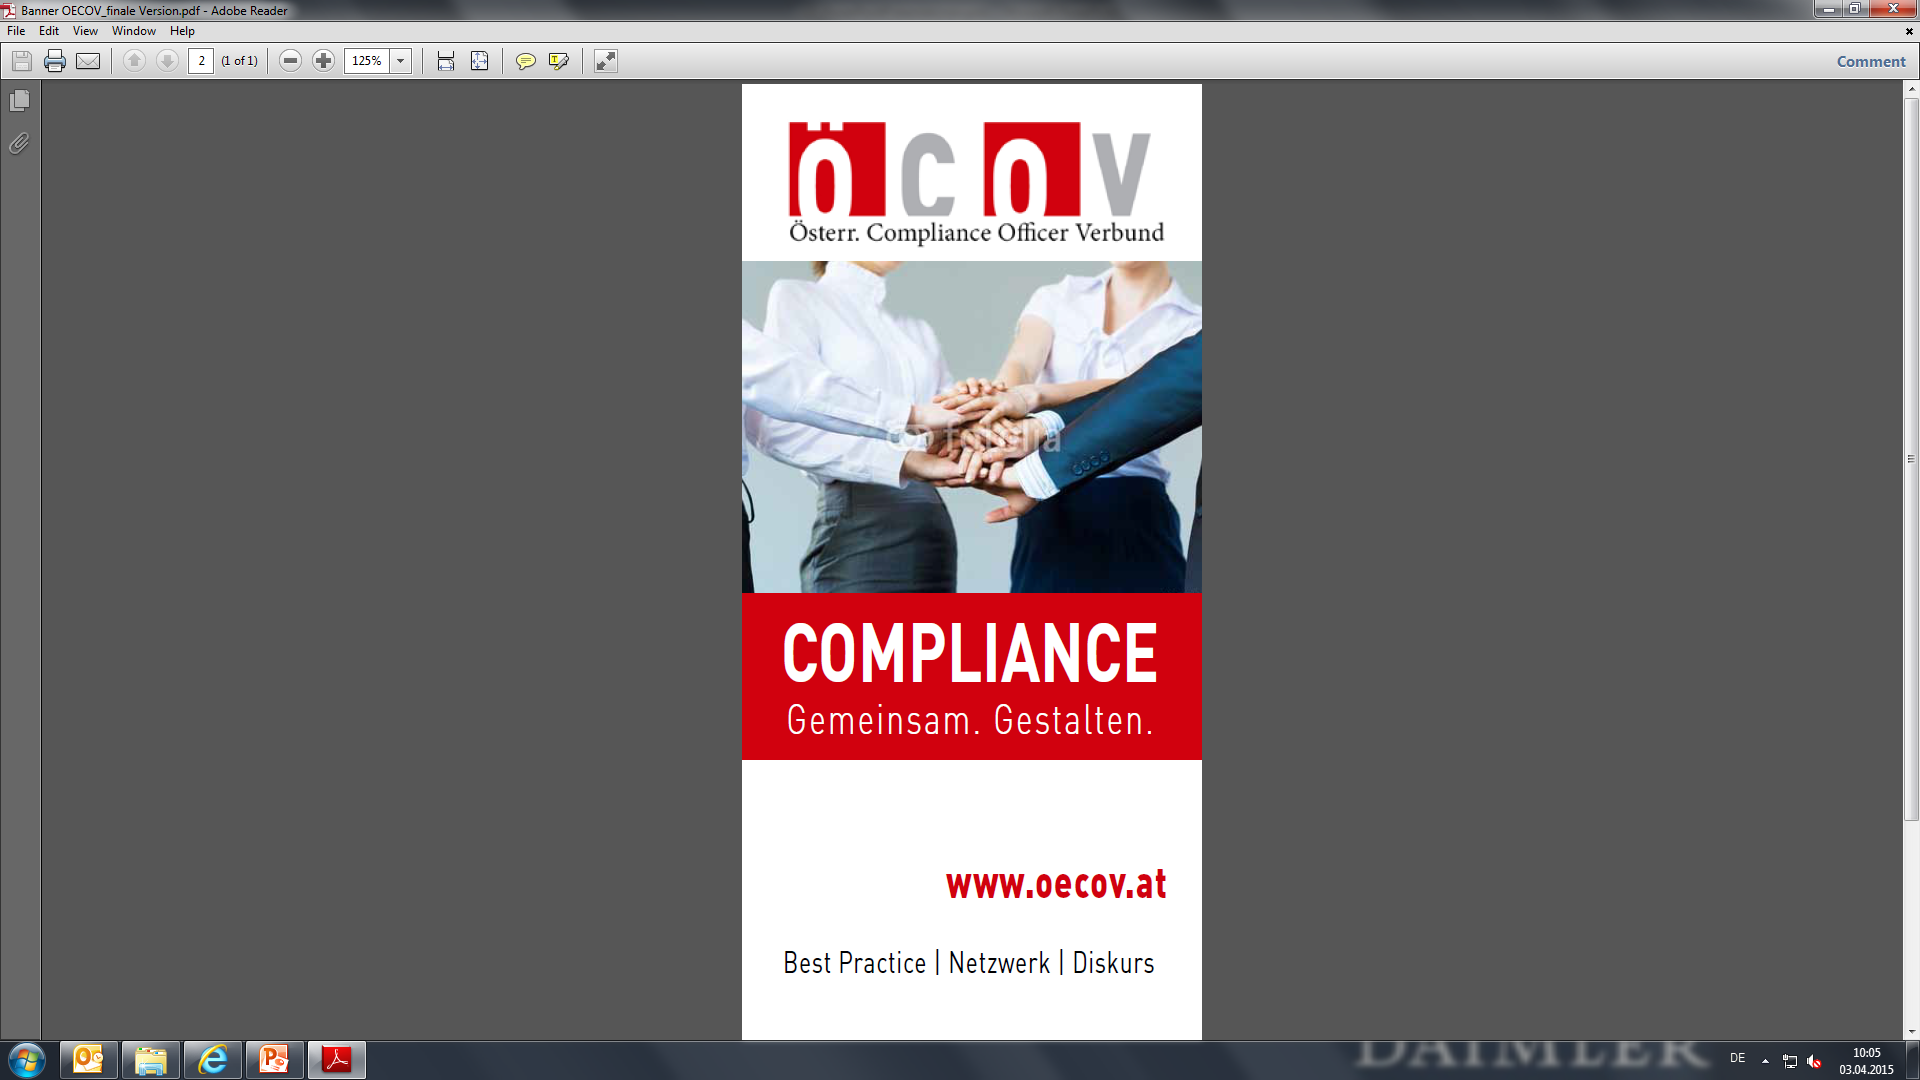 Banner OECOV_finale Version.pdf - Adobe Reader
File Edit View Window Help
2 (1 of 1) 125% Comment
ÖCOV
Österr. Compliance Officer Verbund
fotolia
COMPLIANCE
Gemeinsam. Gestalten.
www.oecov.at
Best Practice | Netzwerk | Diskurs
DAIMLER
DE 10:05
03.04.2015